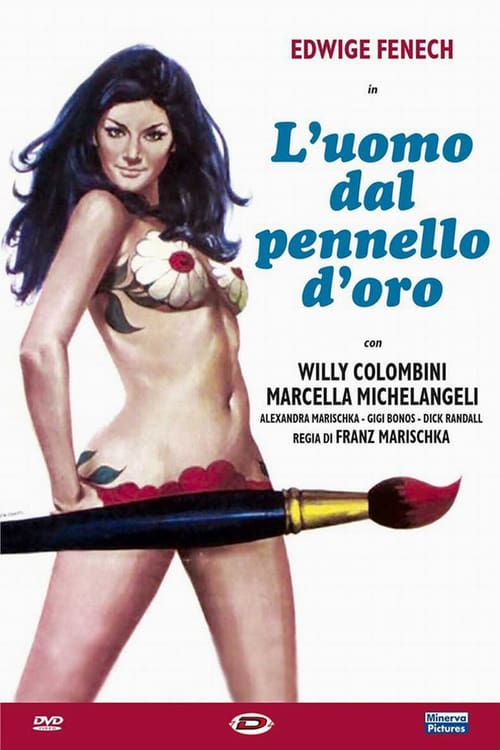 EDWIGE FENECH
in
L'uomo
dal
pennello
d'oro
con
WILLY COLOMBINI
MARCELLA MICHELANGELI
ALEXANDRA MARISCHKA - GIGI BONOS - DICK RANDALL
REGIA DI FRANZ MARISCHKA
DVD
VIDEO
D
Minerva
Pictures